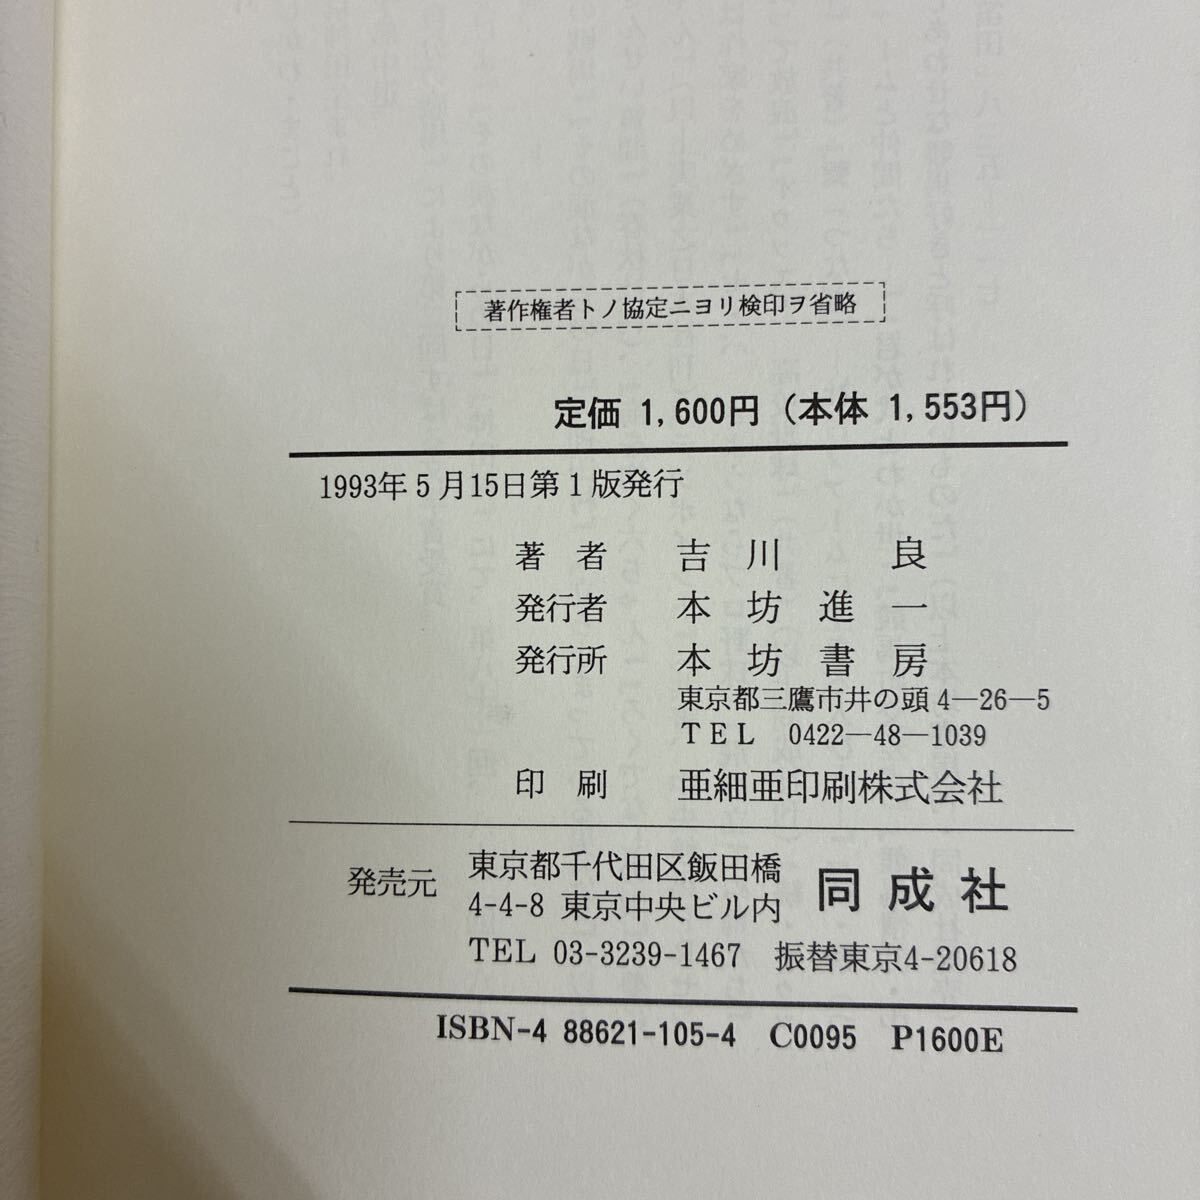 著作権者トノ協定ニヨリ検印ヲ省略
定価 1,600円（本体 1,553円）
1993年5月15日第1版発行
著 者 吉川 良
発行者 本坊進一
発行所 本坊書房
東京都三鷹市井の頭4―26―5
TEL 0422―48―1039
印 刷 亜細亜印刷株式会社
発売元 東京都千代田区飯田橋
4-4-8 東京中央ビル内 同成社
TEL 03-3239-1467 振替東京4-20618
ISBN-4 88621-105-4 C0095 P1600E